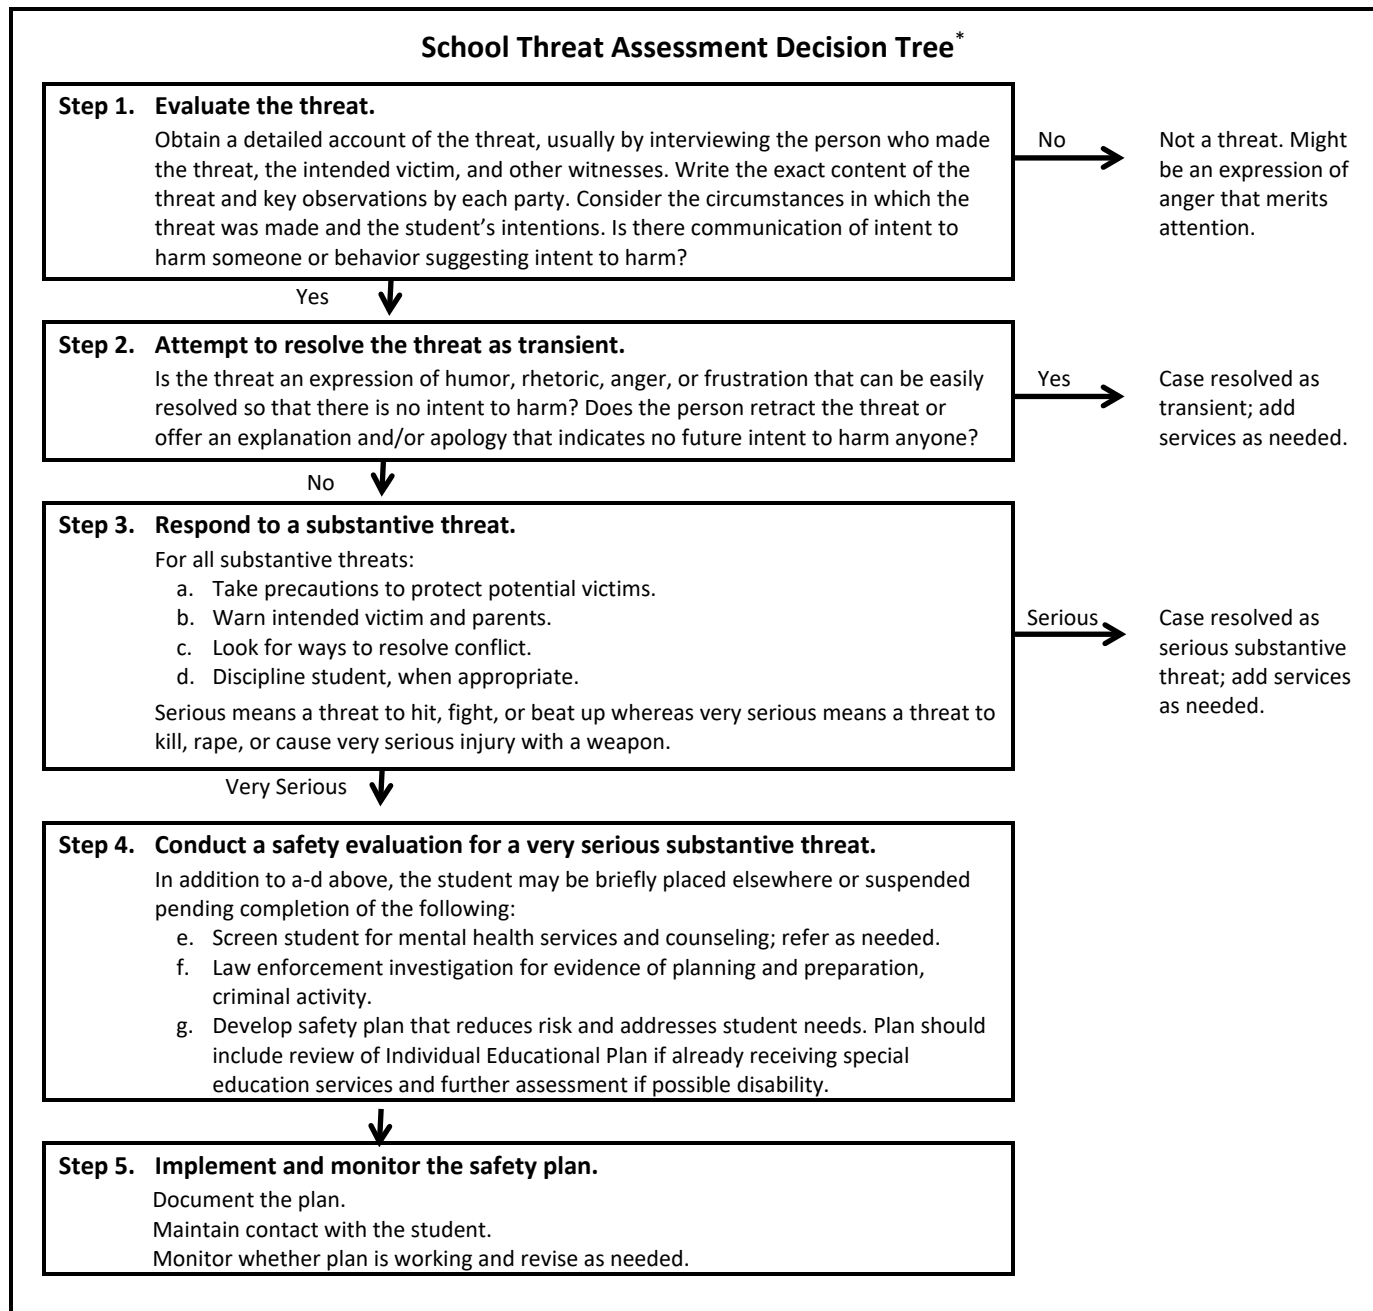 School Threat Assessment Decision Tree*
Step 1. Evaluate the threat.
Obtain a detailed account of the threat, usually by interviewing the person who made
the threat, the intended victim, and other witnesses. Write the exact content of the
threat and key observations by each party. Consider the circumstances in which the
threat was made and the student’s intentions. Is there communication of intent to
harm someone or behavior suggesting intent to harm?
No
Not a threat. Might
be an expression of
anger that merits
attention.
Yes
Step 2. Attempt to resolve the threat as transient.
Is the threat an expression of humor, rhetoric, anger, or frustration that can be easily
resolved so that there is no intent to harm? Does the person retract the threat or
offer an explanation and/or apology that indicates no future intent to harm anyone?
Yes
Case resolved as
transient; add
services as needed.
No
Step 3. Respond to a substantive threat.
For all substantive threats:
a. Take precautions to protect potential victims.
b. Warn intended victim and parents.
c. Look for ways to resolve conflict.
d. Discipline student, when appropriate.
Serious means a threat to hit, fight, or beat up whereas very serious means a threat to
kill, rape, or cause very serious injury with a weapon.
Serious
Case resolved as
serious substantive
threat; add services
as needed.
Very Serious
Step 4. Conduct a safety evaluation for a very serious substantive threat.
In addition to a-d above, the student may be briefly placed elsewhere or suspended
pending completion of the following:
e. Screen student for mental health services and counseling; refer as needed.
f. Law enforcement investigation for evidence of planning and preparation,
criminal activity.
g. Develop safety plan that reduces risk and addresses student needs. Plan should
include review of Individual Educational Plan if already receiving special
education services and further assessment if possible disability.
Step 5. Implement and monitor the safety plan.
Document the plan.
Maintain contact with the student.
Monitor whether plan is working and revise as needed.